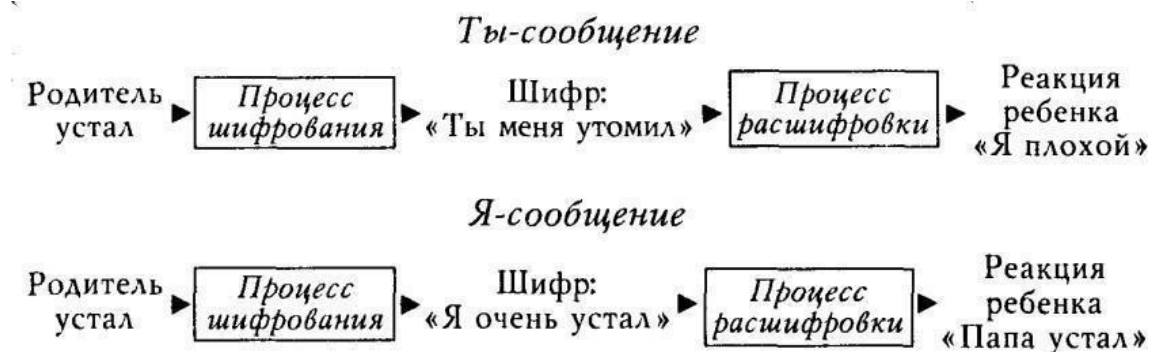 Ты-сообщение
Родитель
устал
Процесс
шифрования
Шифр:
«Ты меня утомил»
Процесс
расшифровки
Реакция
ребенка
«Я плохой»
Я-сообщение
Родитель
устал
Процесс
шифрования
Шифр:
«Я очень устал»
Процесс
расшифровки
Реакция
ребенка
«Папа устал»